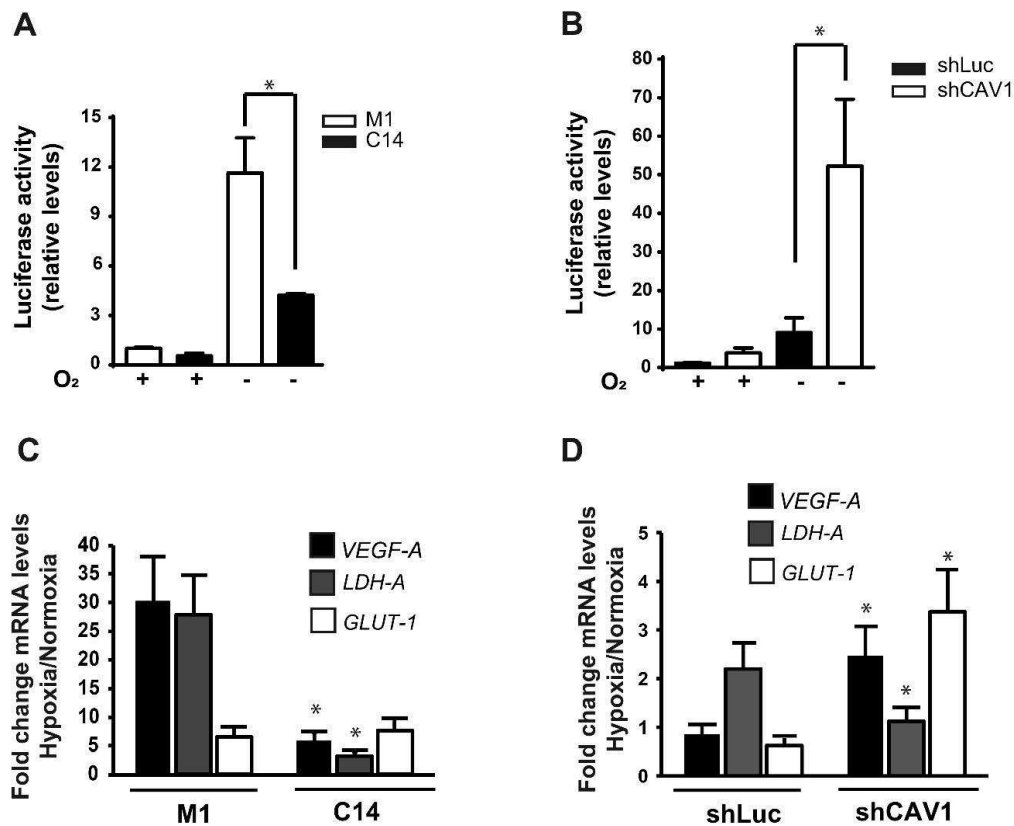 A
Luciferase activity
(relative levels)
15
12
9
6
3
0
*
M1
C14
O₂
+ + - -
B
Luciferase activity
(relative levels)
80
70
60
50
40
30
20
10
0
*
shLuc
shCAV1
O₂
+ + - -
C
Fold change mRNA levels
Hypoxia/Normoxia
40
35
30
25
20
15
10
5
0
VEGF-A
LDH-A
GLUT-1
* *
M1 C14
D
Fold change mRNA levels
Hypoxia/Normoxia
5
4
3
2
1
0
VEGF-A
LDH-A
GLUT-1
* * *
shLuc shCAV1